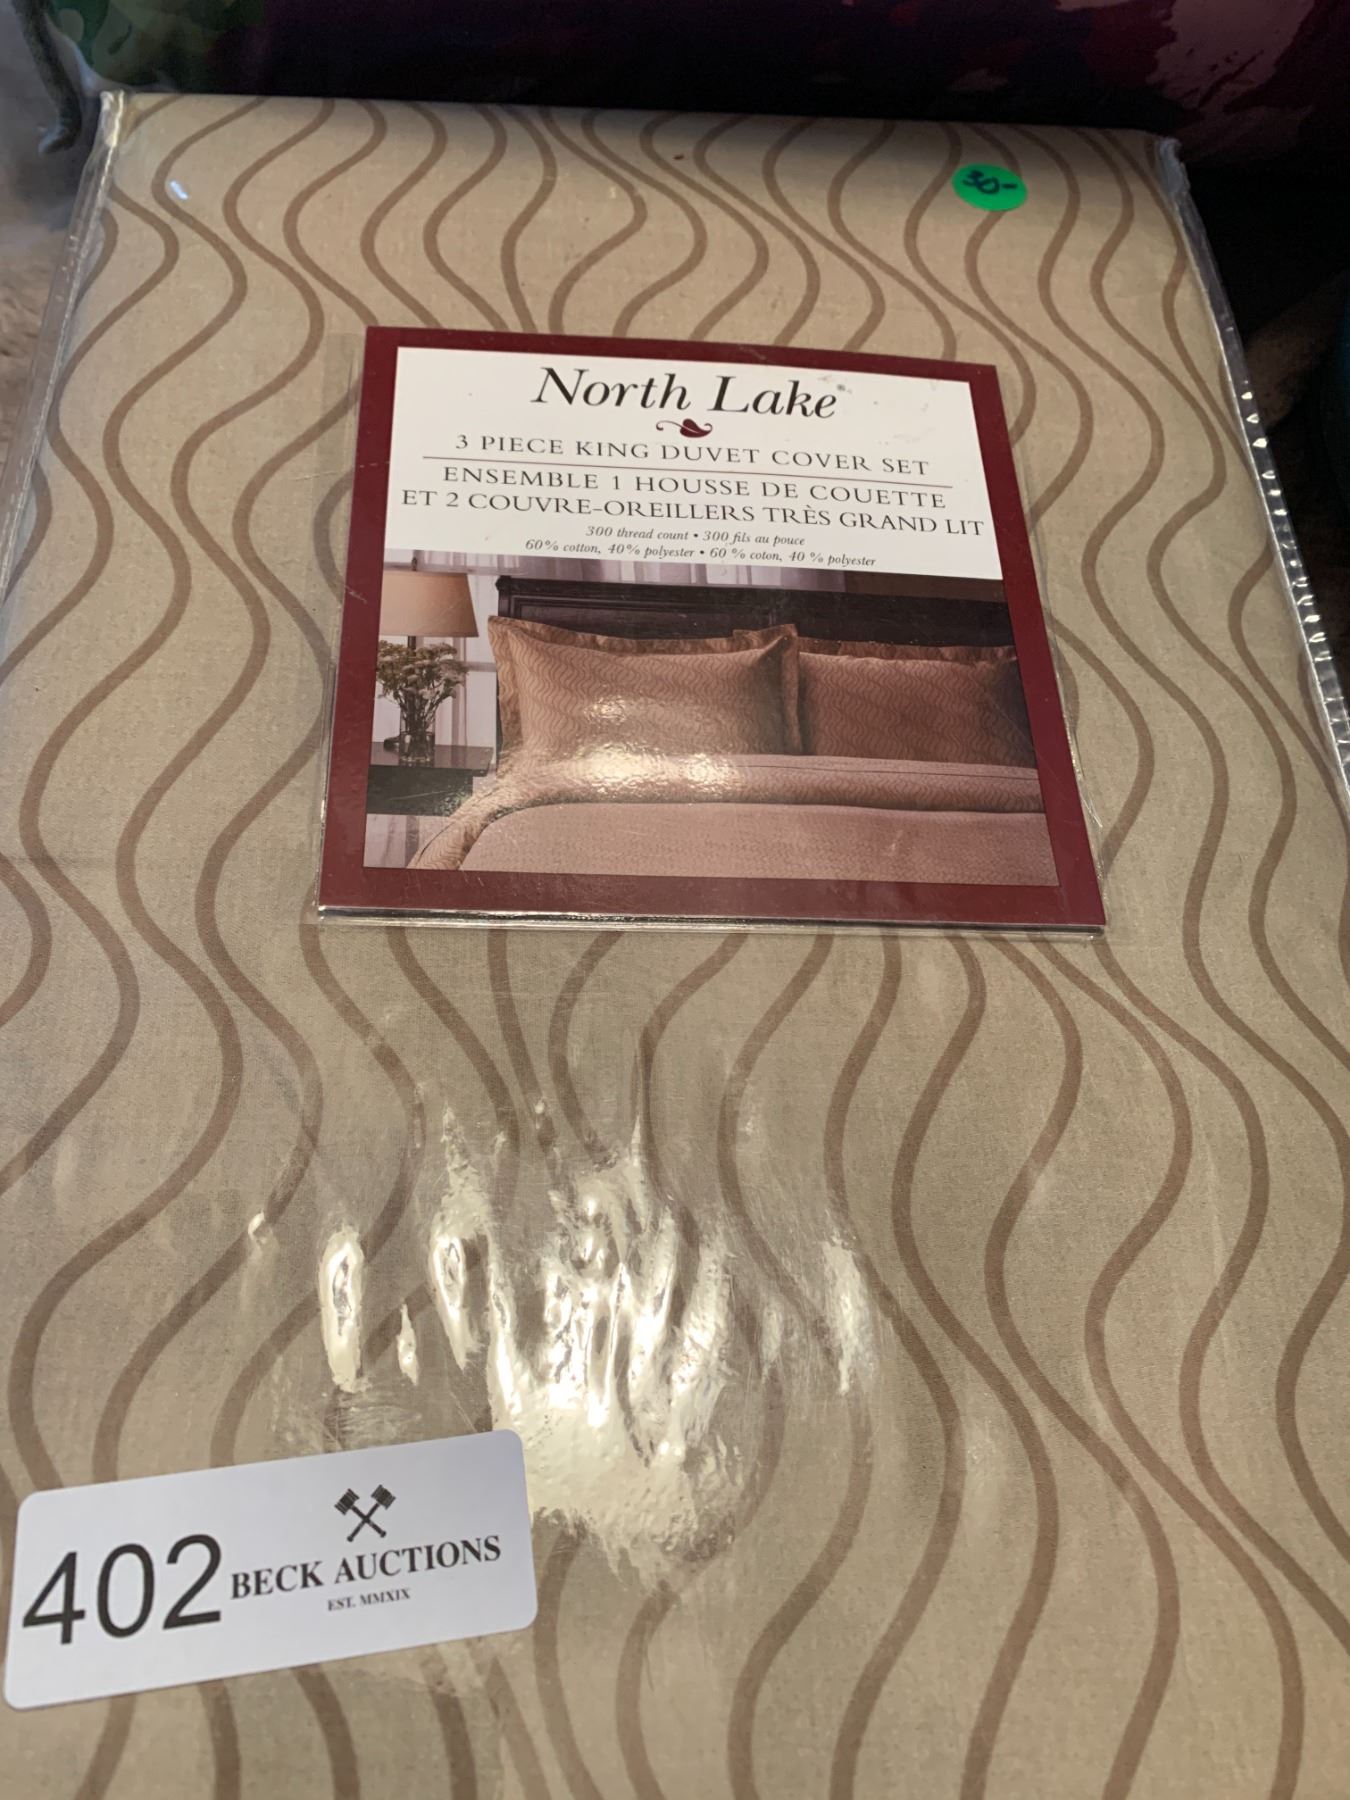 30-
North Lake
3 PIECE KING DUVET COVER SET
ENSEMBLE 1 HOUSSE DE COUETTE
ET 2 COUVRE-OREILLERS TRÈS GRAND LIT
300 thread count • 300 fils au pouce
60% cotton, 40% polyester • 60 % coton, 40 % polyester
402 BECK AUCTIONS
EST. MMXIX